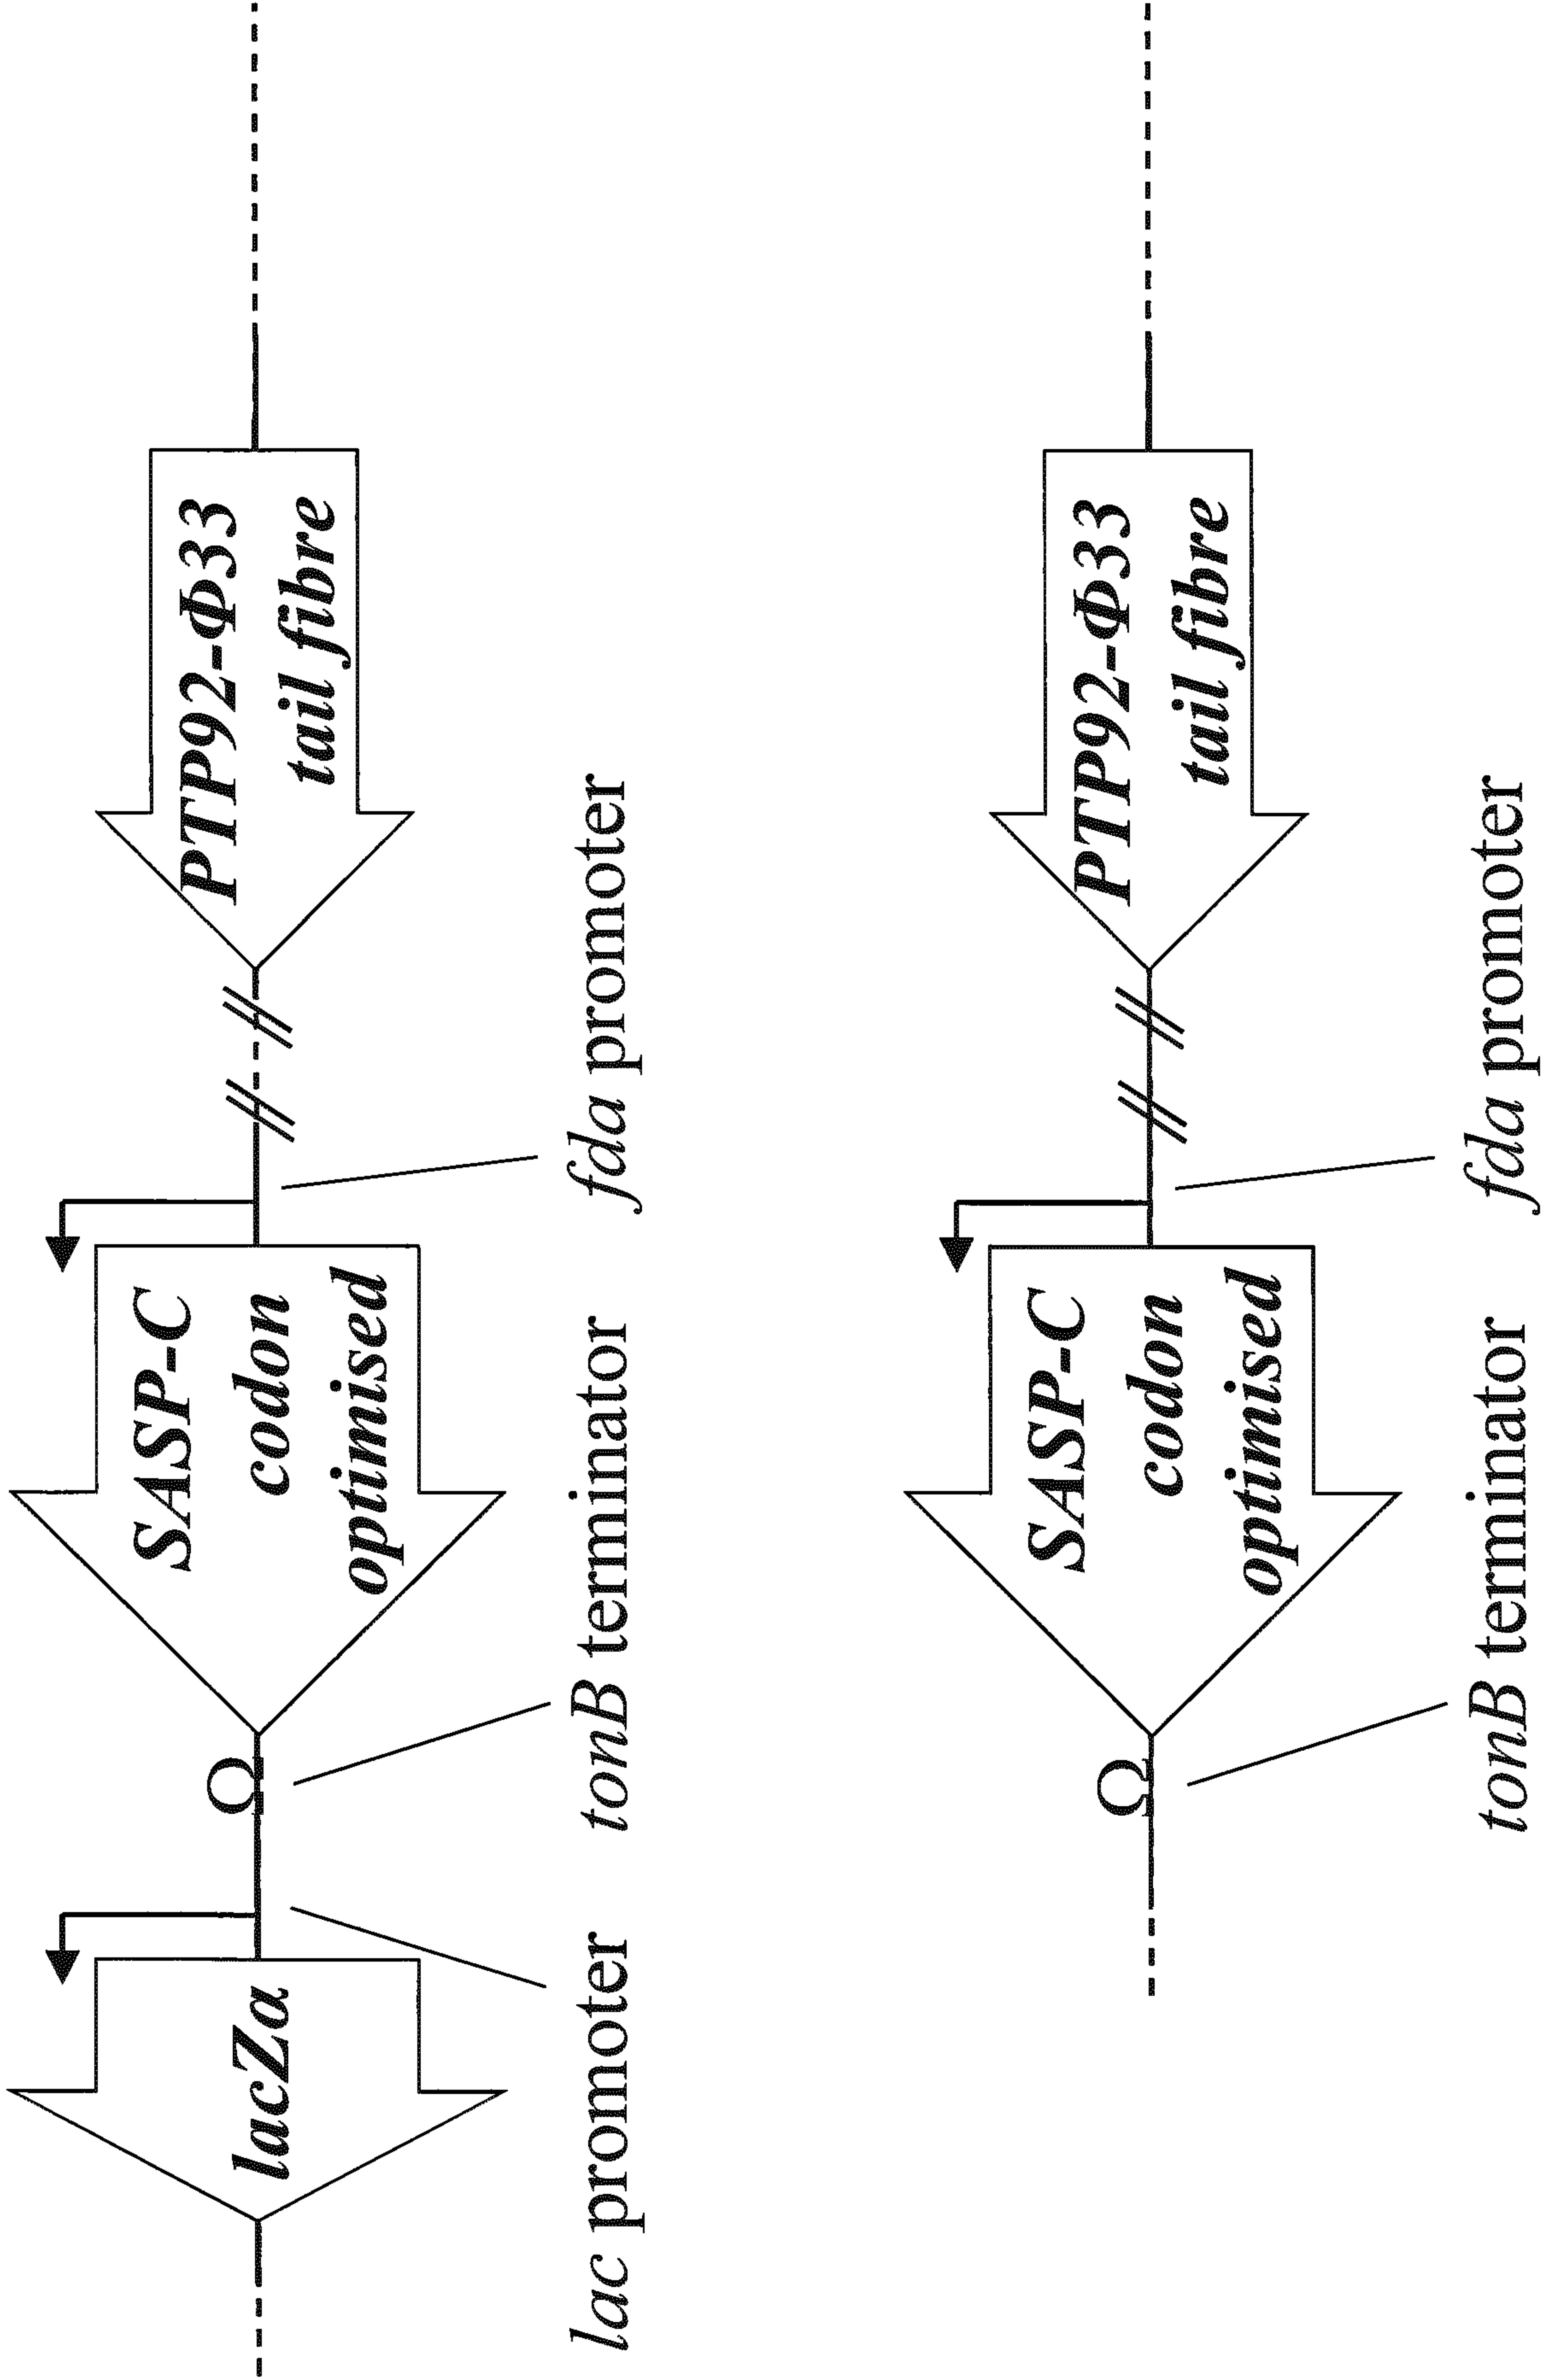 lacZα
SASP-C
codon
optimised
PTP92-Φ33
tail fibre
Ω
lac promoter
tonB terminator
fda promoter
SASP-C
codon
optimised
PTP92-Φ33
tail fibre
Ω
tonB terminator
fda promoter